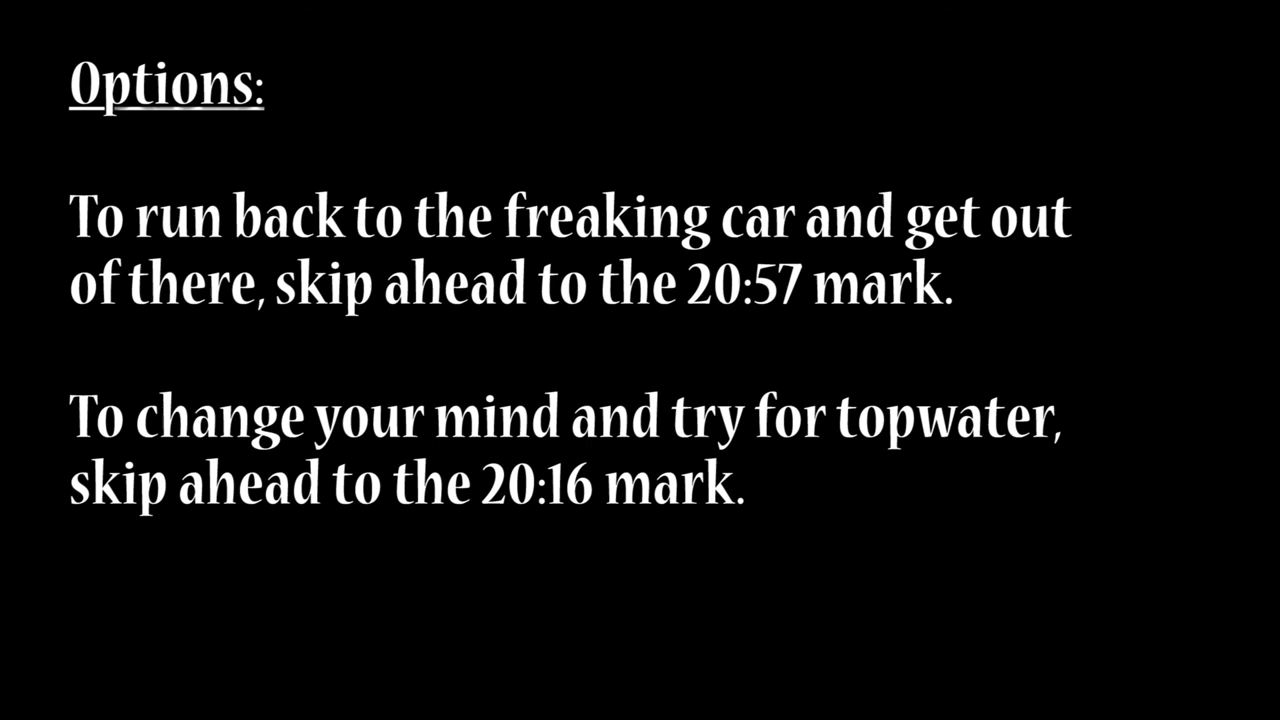 Options:
To run back to the freaking car and get out
of there, skip ahead to the 20:57 mark.
To change your mind and try for topwater,
skip ahead to the 20:16 mark.